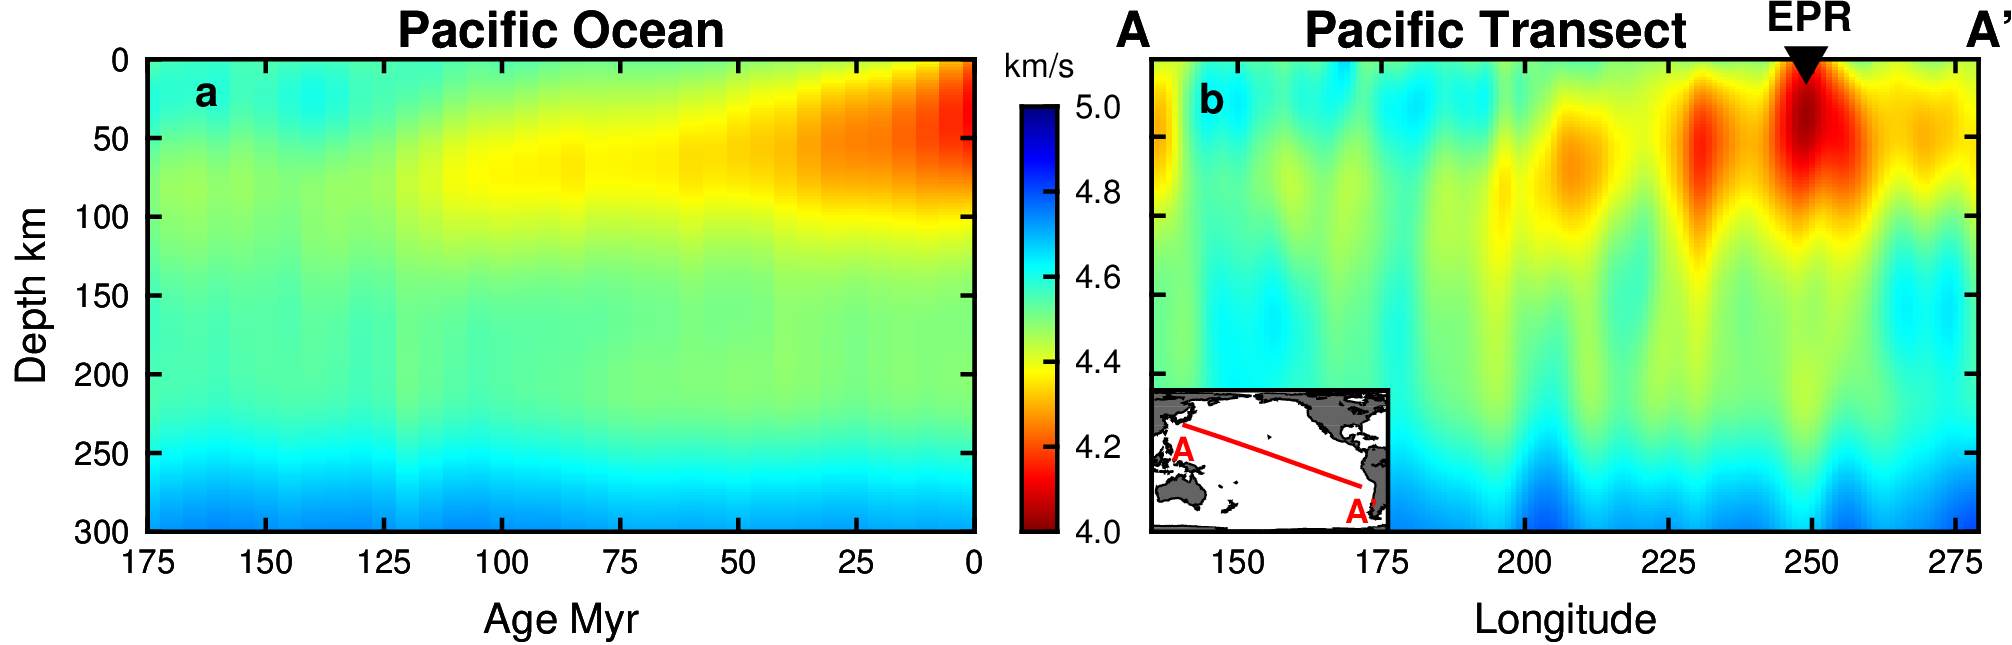 Pacific Ocean
a
0
50
100
150
200
250
300
Depth km
175 150 125 100 75 50 25 0
Age Myr
km/s
5.0
4.8
4.6
4.4
4.2
4.0
A Pacific Transect EPR A’
b
A
A
150 175 200 225 250 275
Longitude